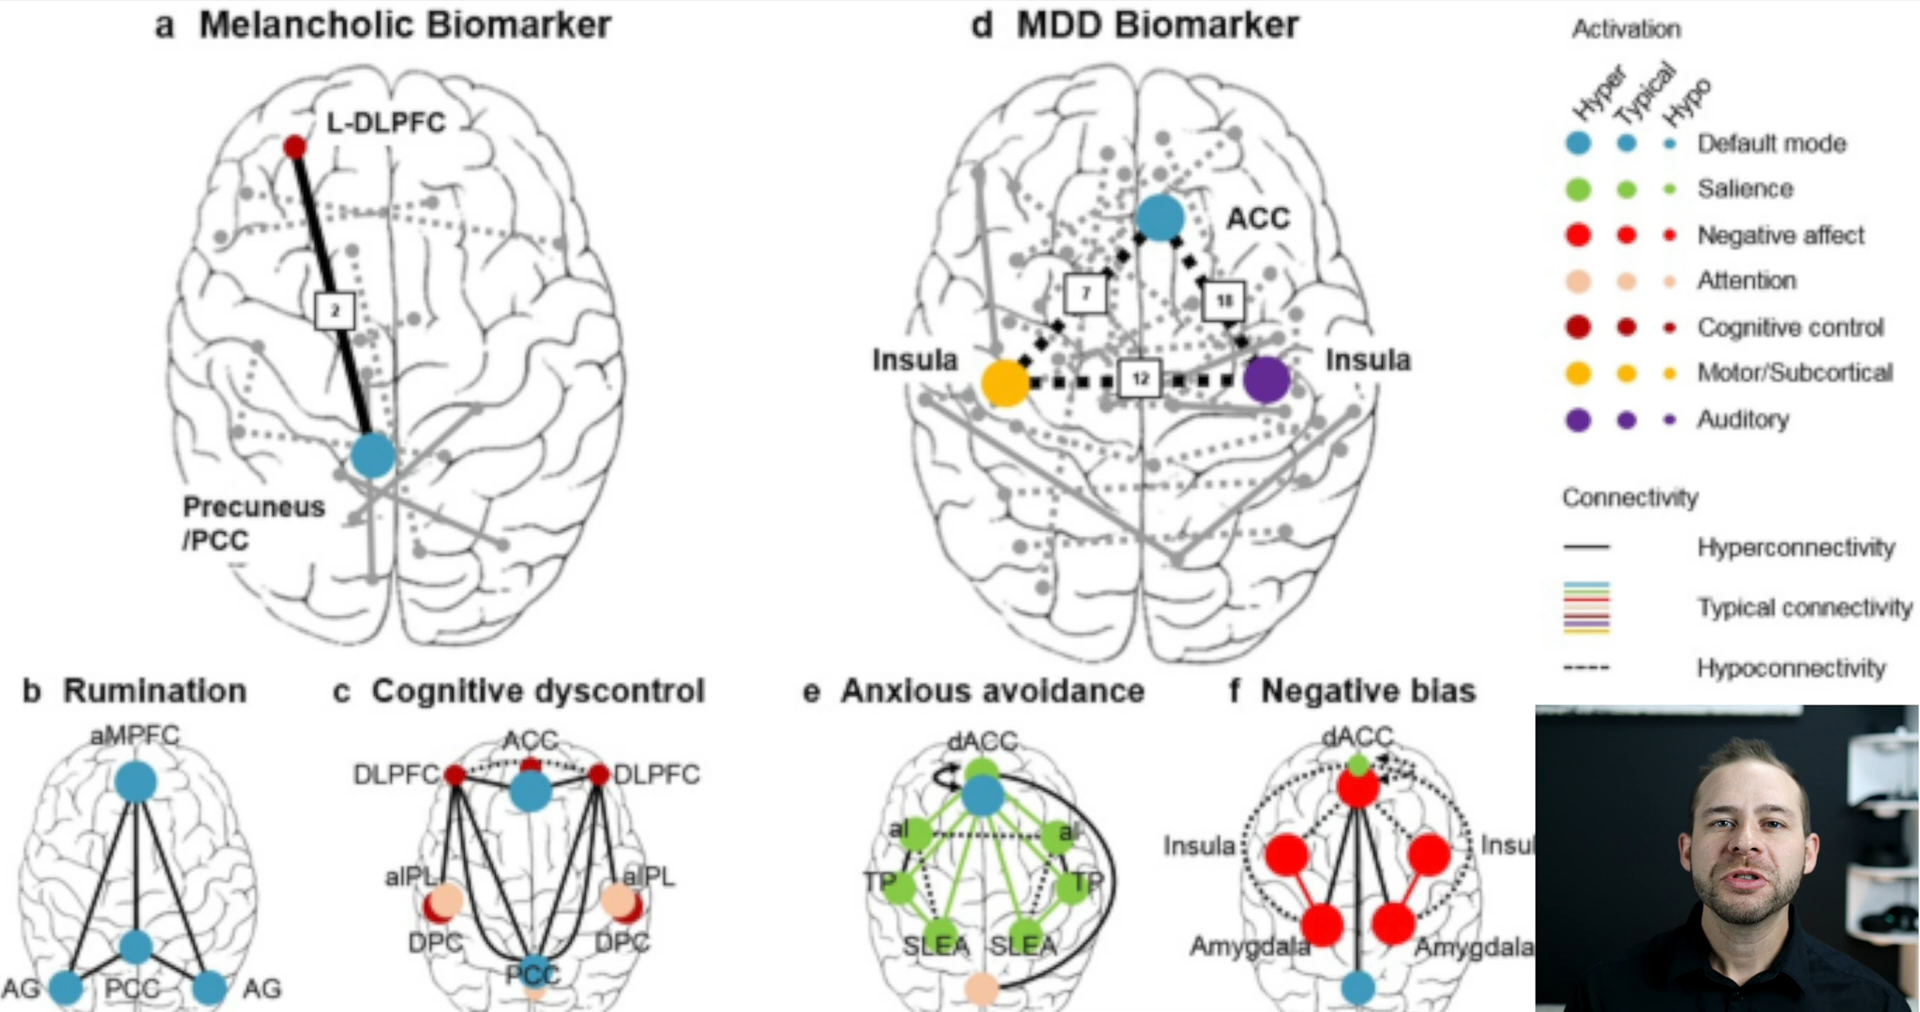 a Melancholic Biomarker
L-DLPFC
2
Precuneus
/PCC
d MDD Biomarker
ACC
7
18
Insula
12
Insula
Activation
Hyper
Typical
Hypo
Default mode
Salience
Negative affect
Attention
Cognitive control
Motor/Subcortical
Auditory
Connectivity
Hyperconnectivity
Typical connectivity
Hypoconnectivity
b Rumination
aMPFC
AG
PCC
AG
c Cognitive dyscontrol
ACC
DLPFC
DLPFC
aIPL
aIPL
DPC
DPC
PCC
e Anxious avoidance
dACC
aI
aI
TP
TP
SLEA
SLEA
f Negative bias
dACC
Insula
Insul
Amygdala
Amygdala